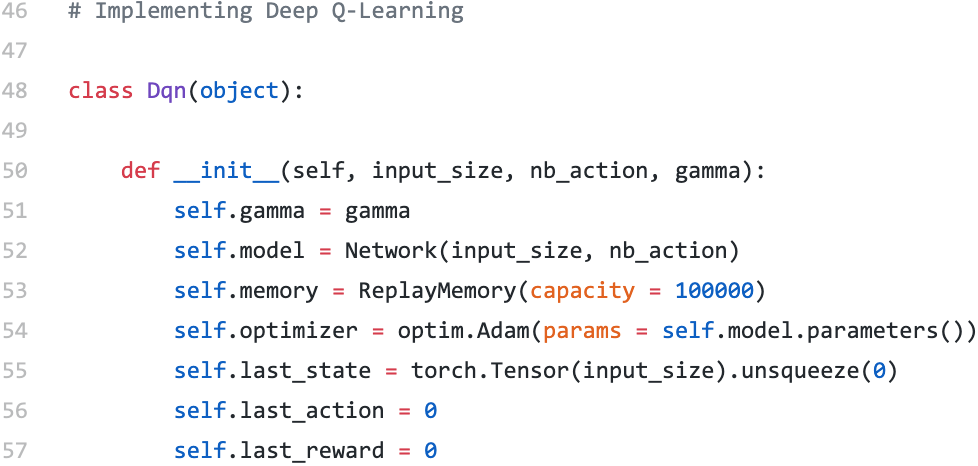 46 # Implementing Deep Q-Learning
47
48 class Dqn(object):
49
50     def __init__(self, input_size, nb_action, gamma):
51         self.gamma = gamma
52         self.model = Network(input_size, nb_action)
53         self.memory = ReplayMemory(capacity = 100000)
54         self.optimizer = optim.Adam(params = self.model.parameters())
55         self.last_state = torch.Tensor(input_size).unsqueeze(0)
56         self.last_action = 0
57         self.last_reward = 0